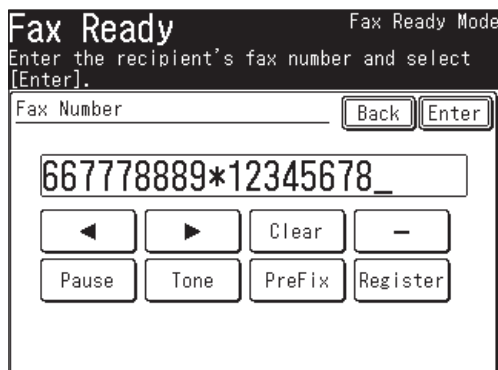 Fax Ready
Fax Ready Mode
Enter the recipient's fax number and select
[Enter].
Fax Number
Back
Enter
667778889*12345678_
◄ ► Clear −
Pause Tone PreFix Register